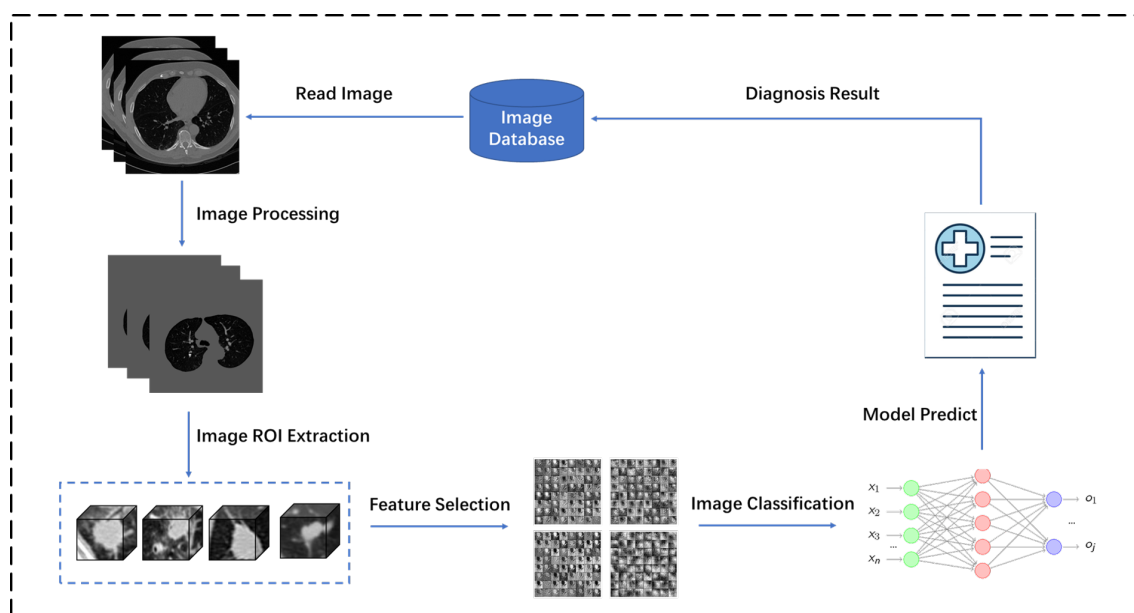 Read Image
Image
Database
Diagnosis Result
Image Processing
Image ROI Extraction
Feature Selection
Image Classification
Model Predict
x1
x2
x3
...
xn
o1
...
oj